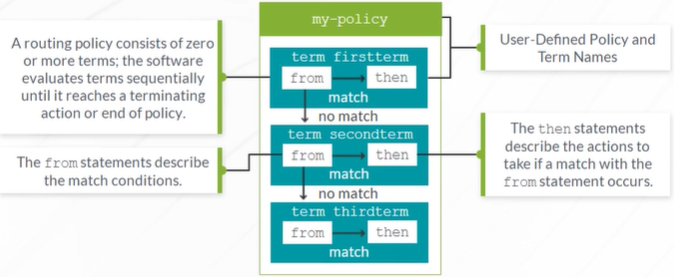 my-policy
A routing policy consists of zero
or more terms; the software
evaluates terms sequentially
until it reaches a terminating
action or end of policy.
User-Defined Policy and
Term Names
term firstterm
from then
match
no match
term secondterm
from then
match
The from statements describe
the match conditions.
The then statements
describe the actions to
take if a match with the
from statement occurs.
no match
term thirdterm
from then
match